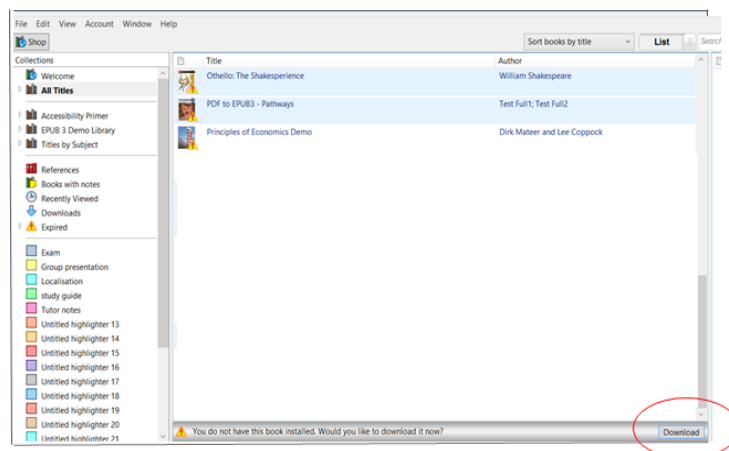 File Edit View Account Window Help
Shop
Sort books by title
List
Search
Collections
Title
Author
Welcome
All Titles
Accessibility Primer
EPUB 3 Demo Library
Titles by Subject
References
Books with notes
Recently Viewed
Downloads
Expired
Exam
Group presentation
Localisation
study guide
Tutor notes
Untitled highlighter 13
Untitled highlighter 14
Untitled highlighter 15
Untitled highlighter 16
Untitled highlighter 17
Untitled highlighter 18
Untitled highlighter 19
Untitled highlighter 20
Untitled highlighter 21
Othello: The Shakesperience
William Shakespeare
PDF to EPUB3 - Pathways
Test Full1; Test Full2
Principles of Economics Demo
Dirk Mateer and Lee Coppock
You do not have this book installed. Would you like to download it now?
Download